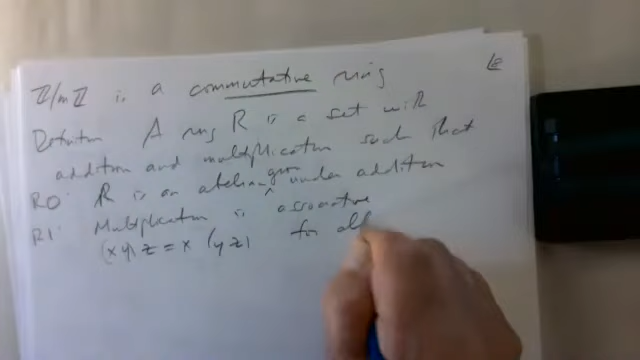 ℤ/mℤ is a commutative ring
Definition A ring R is a set with
addition and multiplication such that
R0: R is an abelian group under addition
R1: Multiplication is associative
(xy)z = x(yz) for all